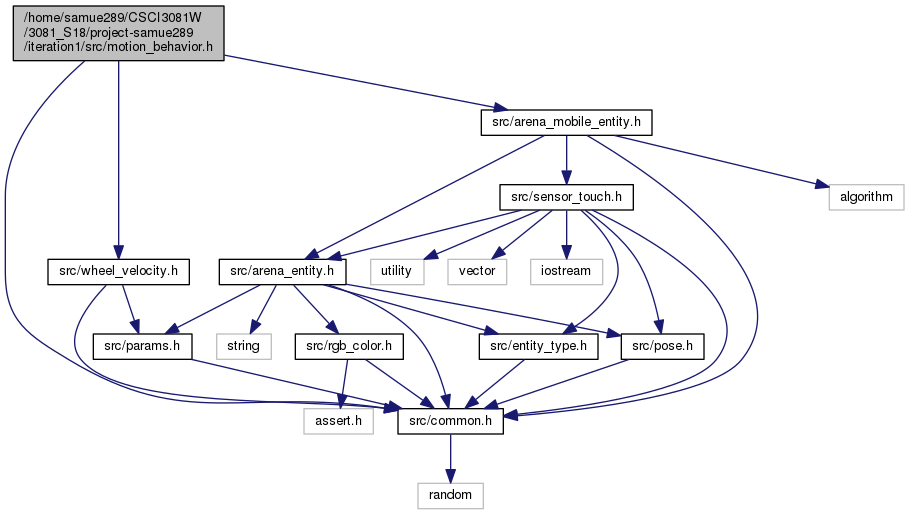 /home/samue289/CSCI3081W
/3081_S18/project-samue289
/iteration1/src/motion_behavior.h
src/arena_mobile_entity.h
src/sensor_touch.h
algorithm
src/wheel_velocity.h
src/arena_entity.h
utility
vector
iostream
src/params.h
string
src/rgb_color.h
src/entity_type.h
src/pose.h
assert.h
src/common.h
random